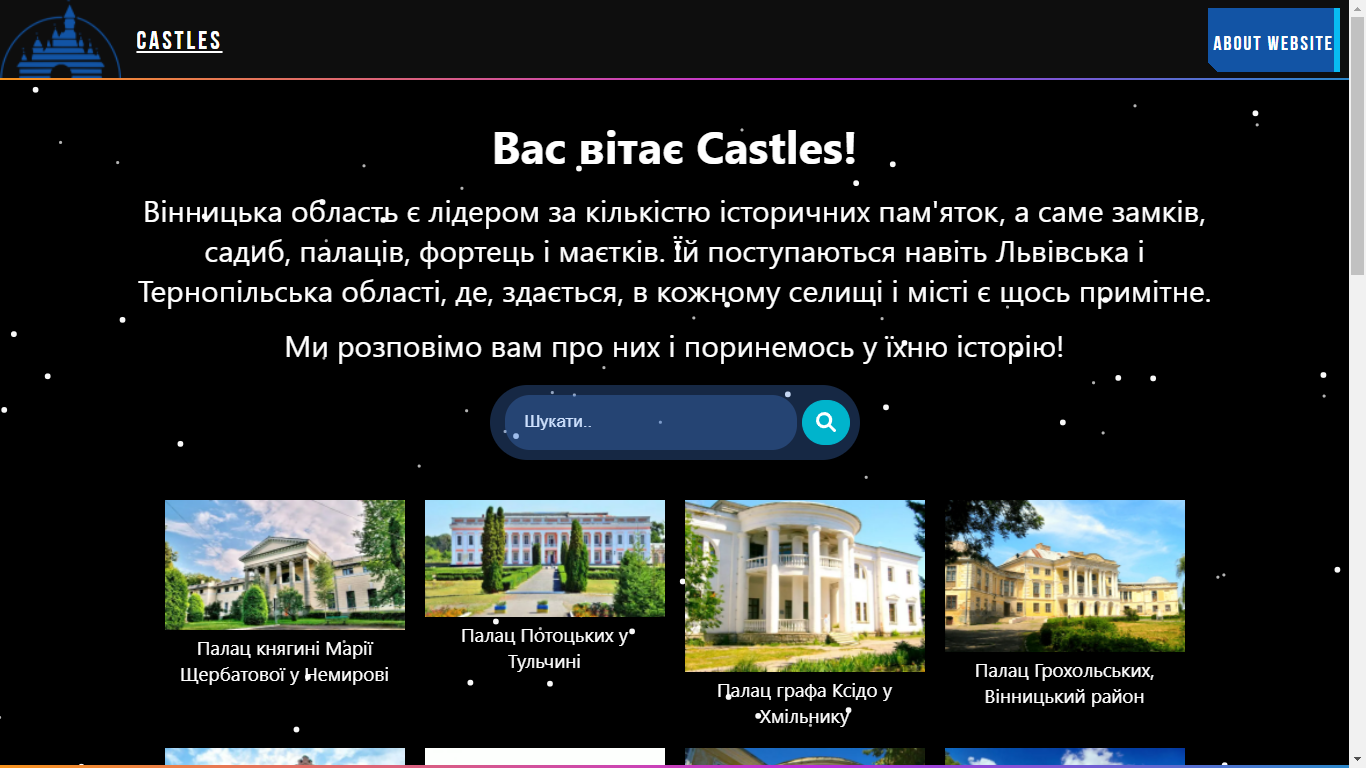 CASTLES
ABOUT WEBSITE
Вас вітає Castles!
Вінницька область є лідером за кількістю історичних пам'яток, а саме замків,
садиб, палаців, фортець і маєтків. Їй поступаються навіть Львівська і
Тернопільська області, де, здається, в кожному селищі і місті є щось примітне.
Ми розповімо вам про них і поринемось у їхню історію!
Шукати..
Палац княгині Марії
Щербатової у Немирові
Палац Потоцьких у
Тульчині
Палац графа Ксідо у
Хмільнику
Палац Грохольських,
Вінницький район